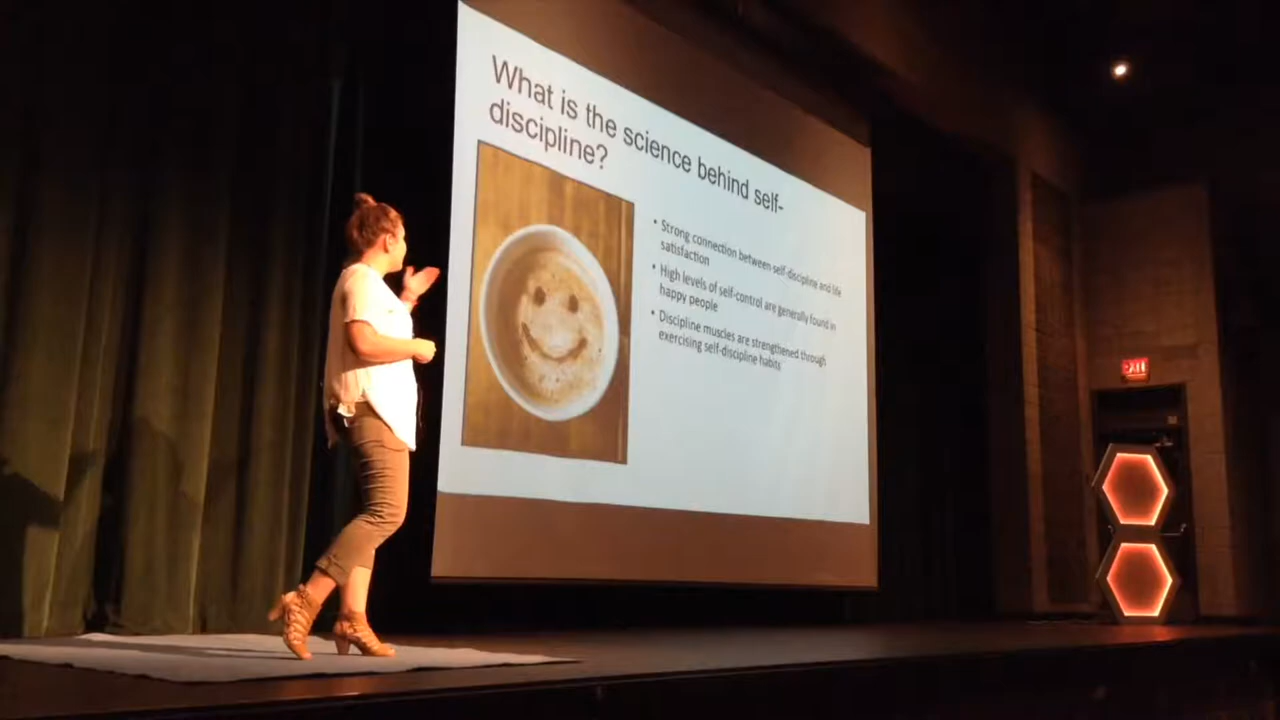 What is the science behind self-
discipline?
• Strong connection between self-discipline and life
satisfaction
• High levels of self-control are generally found in
happy people
• Discipline muscles are strengthened through
exercising self-discipline habits
EXIT